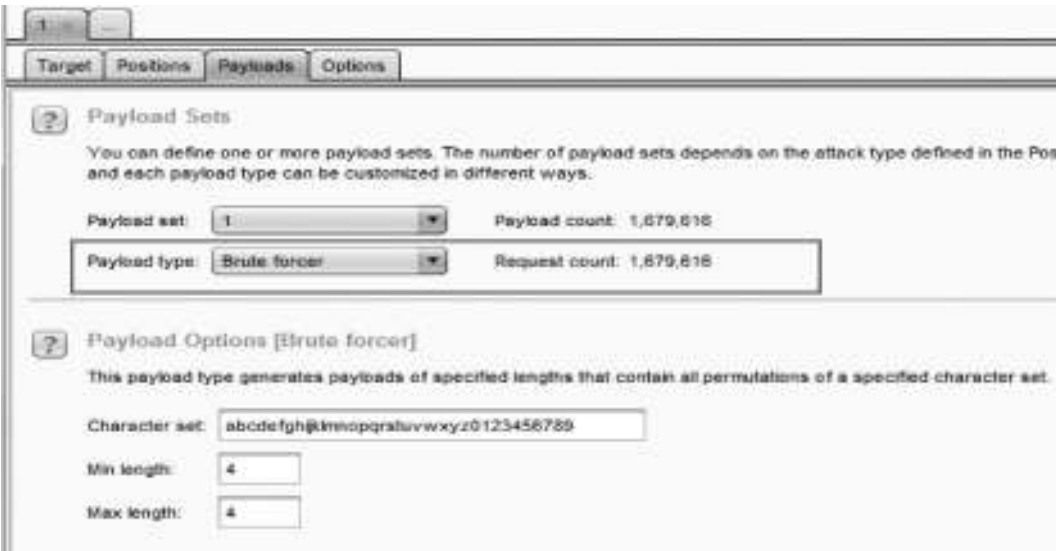 1 ...
Target Positions Payloads Options
? Payload Sets
You can define one or more payload sets. The number of payload sets depends on the attack type defined in the Pos
and each payload type can be customized in different ways.
Payload set: 1 Payload count: 1,679,616
Payload type: Brute forcer Request count: 1,679,616
? Payload Options [Brute forcer]
This payload type generates payloads of specified lengths that contain all permutations of a specified character set.
Character set: abcdefghijklmnopqrstuvwxyz0123456789
Min length: 4
Max length: 4